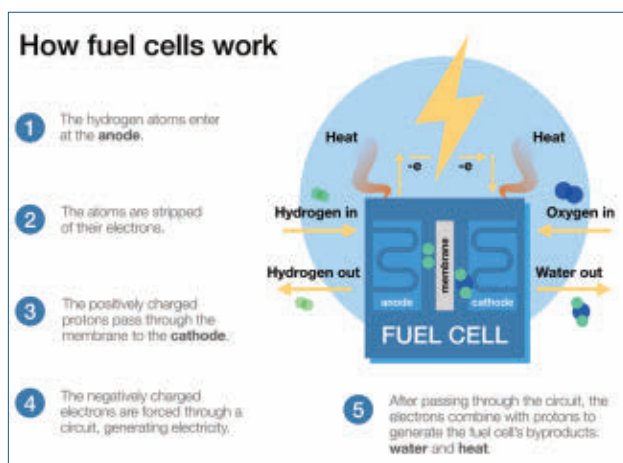 How fuel cells work
1
The hydrogen atoms enter
at the anode.
2
The atoms are stripped
of their electrons.
3
The positively charged
protons pass through the
membrane to the cathode.
4
The negatively charged
electrons are forced through a
circuit, generating electricity.
Heat
Heat
-e
-e
Hydrogen in
Oxygen in
Hydrogen out
Water out
anode
membrane
cathode
FUEL CELL
5
After passing through the circuit, the
electrons combine with protons to
generate the fuel cell's byproducts:
water and heat.